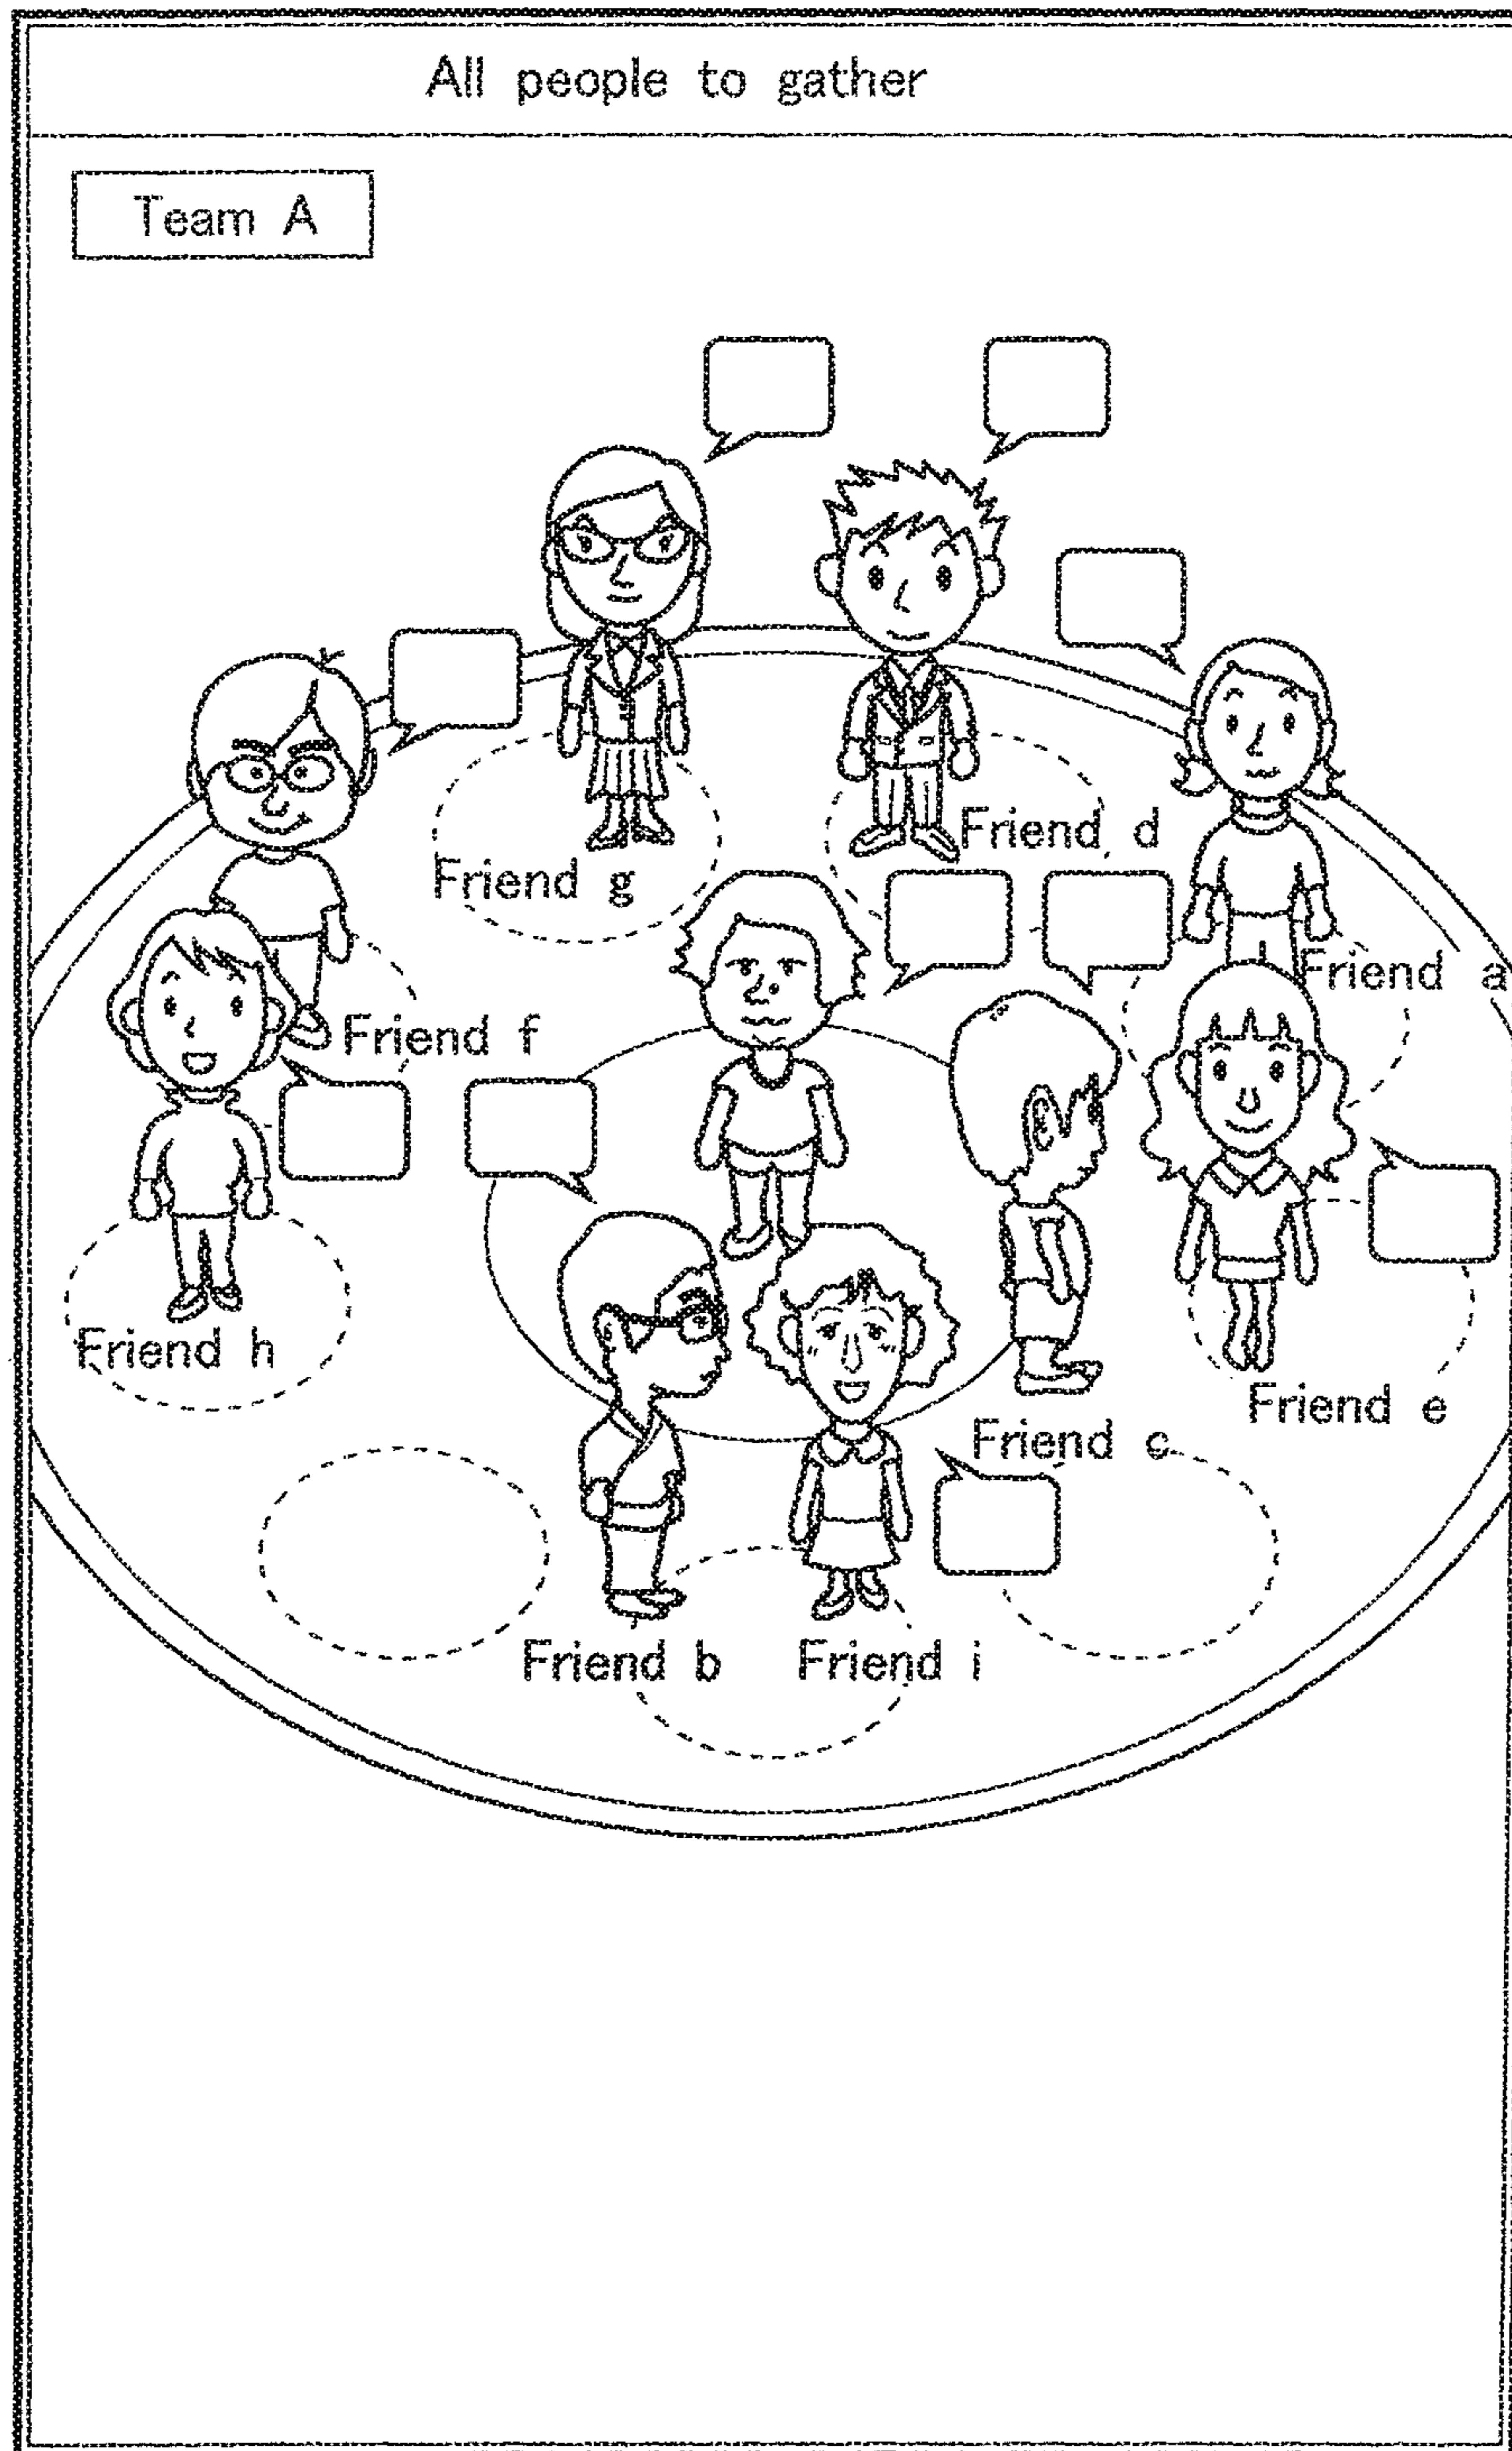 All people to gather
Team A
Friend d
Friend g
Friend a
Friend f
Friend h
Friend e
Friend c
Friend b
Friend i